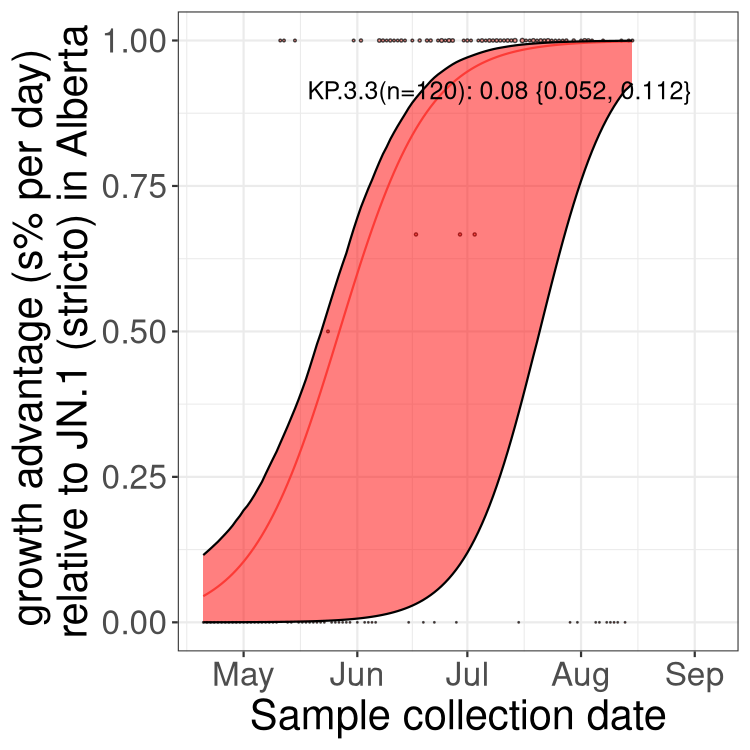 growth advantage (s% per day)
relative to JN.1 (stricto) in Alberta
1.00
0.75
0.50
0.25
0.00
KP.3.3(n=120): 0.08 {0.052, 0.112}
May Jun Jul Aug Sep
Sample collection date